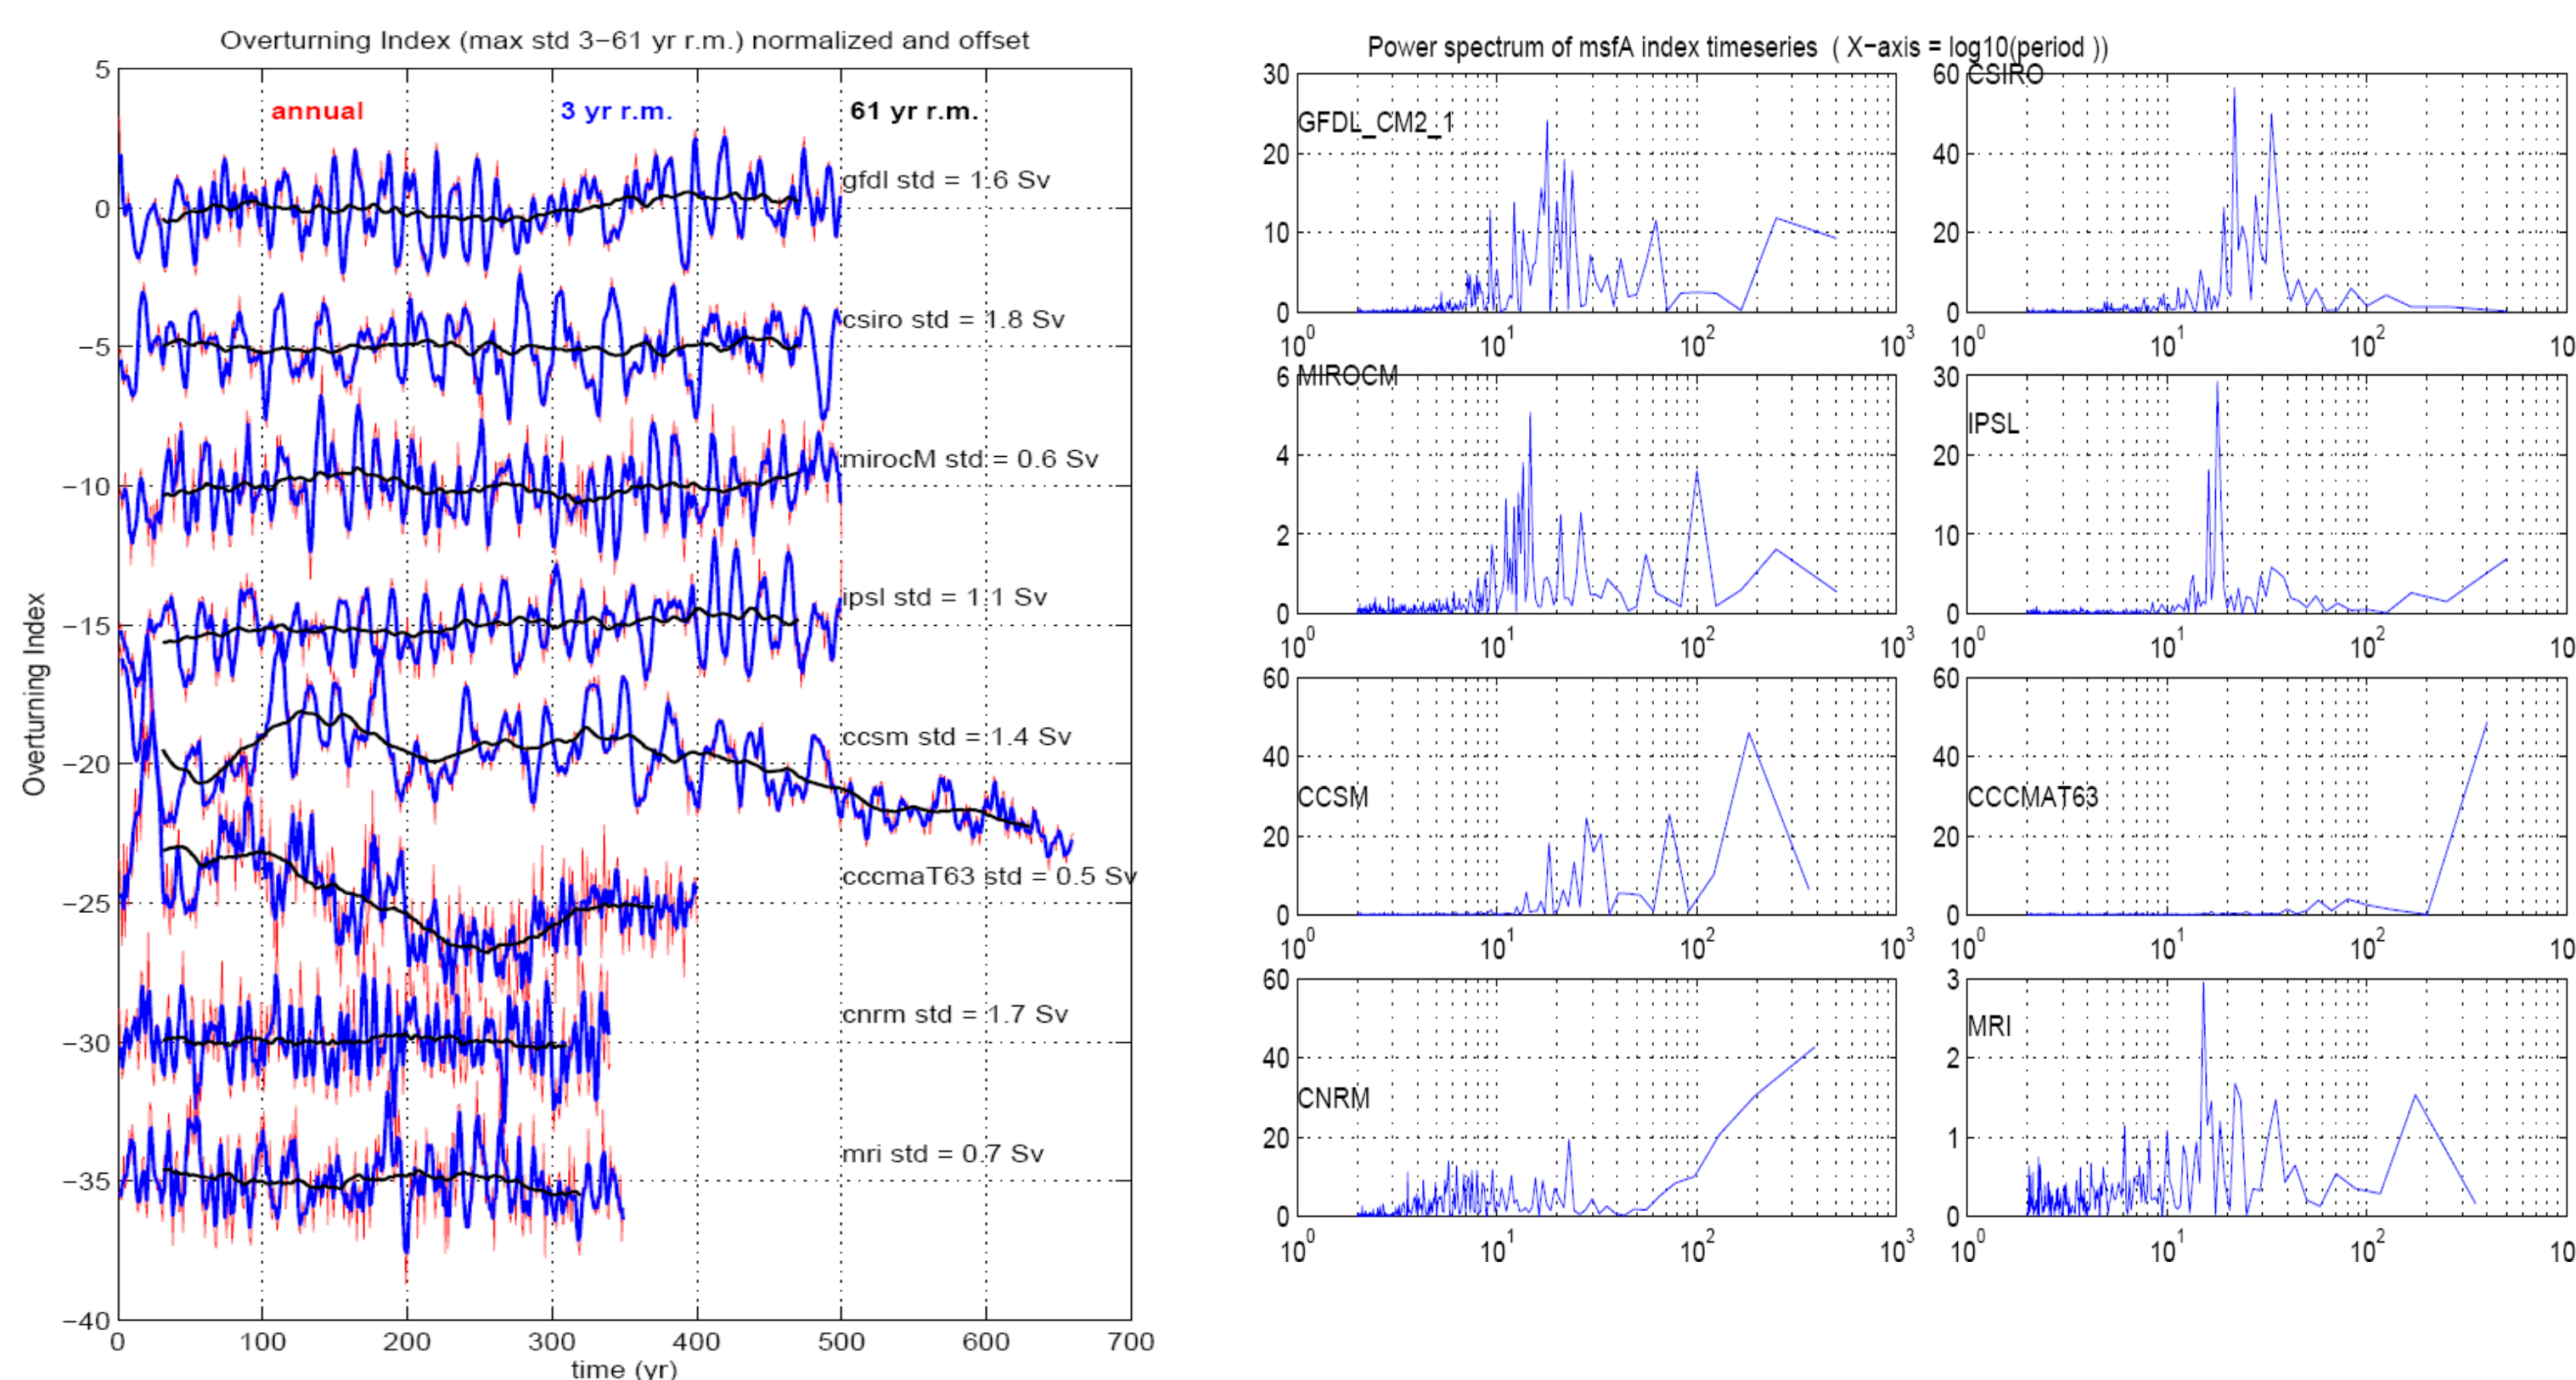 Overturning Index (max std 3−61 yr r.m.) normalized and offset
annual 3 yr r.m. 61 yr r.m.
5
0
−5
−10
−15
−20
−25
−30
−35
−40
Overturning Index
gfdl std = 1.6 Sv
csiro std = 1.8 Sv
mirocM std = 0.6 Sv
ipsl std = 1.1 Sv
ccsm std = 1.4 Sv
cccmaT63 std = 0.5 Sv
cnrm std = 1.7 Sv
mri std = 0.7 Sv
0 100 200 300 400 500 600 700
time (yr)
Power spectrum of msfA index timeseries ( X−axis = log10(period ))
GFDL_CM2_1
30
20
10
0
10^0 10^1 10^2 10^3
CSIRO
60
40
20
0
10^0 10^1 10^2 10
MIROCM
6
4
2
0
10^0 10^1 10^2 10^3
IPSL
30
20
10
0
10^0 10^1 10^2 10
CCSM
60
40
20
0
10^0 10^1 10^2 10^3
CCCMAT63
60
40
20
0
10^0 10^1 10^2 10
CNRM
60
40
20
0
10^0 10^1 10^2 10^3
MRI
3
2
1
0
10^0 10^1 10^2 10